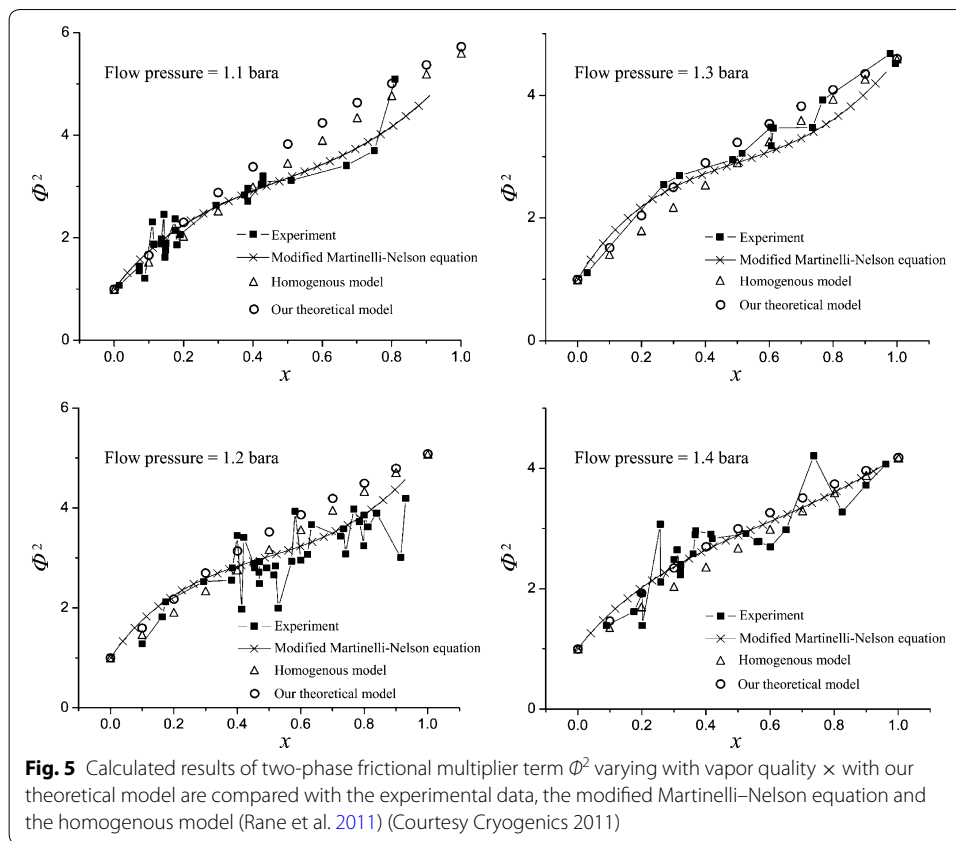 6
4
2
0
Φ²
Flow pressure = 1.1 bara
Experiment
Modified Martinelli-Nelson equation
Homogenous model
Our theoretical model
0.0 0.2 0.4 0.6 0.8 1.0
x
4
2
0
Φ²
Flow pressure = 1.3 bara
Experiment
Modified Martinelli-Nelson equation
Homogenous model
Our theoretical model
0.0 0.2 0.4 0.6 0.8 1.0
x
6
4
2
0
Φ²
Flow pressure = 1.2 bara
Experiment
Modified Martinelli-Nelson equation
Homogenous model
Our theoretical model
0.0 0.2 0.4 0.6 0.8 1.0
x
6
4
2
0
Φ²
Flow pressure = 1.4 bara
Experiment
Modified Martinelli-Nelson equation
Homogenous model
Our theoretical model
0.0 0.2 0.4 0.6 0.8 1.0
x
Fig. 5 Calculated results of two-phase frictional multiplier term Φ² varying with vapor quality × with our
theoretical model are compared with the experimental data, the modified Martinelli–Nelson equation and
the homogenous model (Rane et al. 2011) (Courtesy Cryogenics 2011)